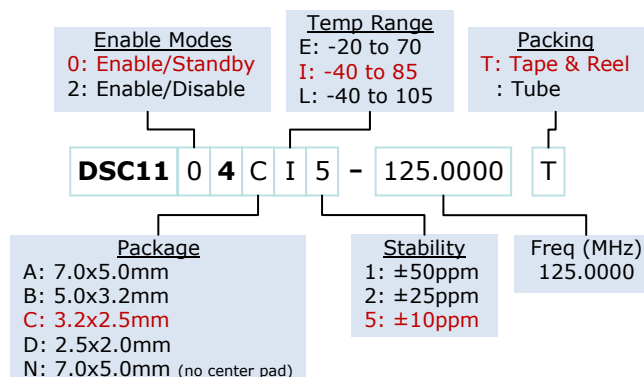 Enable Modes
0: Enable/Standby
2: Enable/Disable
Temp Range
E: -20 to 70
I: -40 to 85
L: -40 to 105
Packing
T: Tape & Reel
: Tube
DSC11 0 4 C I 5 - 125.0000 T
Package
A: 7.0x5.0mm
B: 5.0x3.2mm
C: 3.2x2.5mm
D: 2.5x2.0mm
N: 7.0x5.0mm (no center pad)
Stability
1: ±50ppm
2: ±25ppm
5: ±10ppm
Freq (MHz)
125.0000